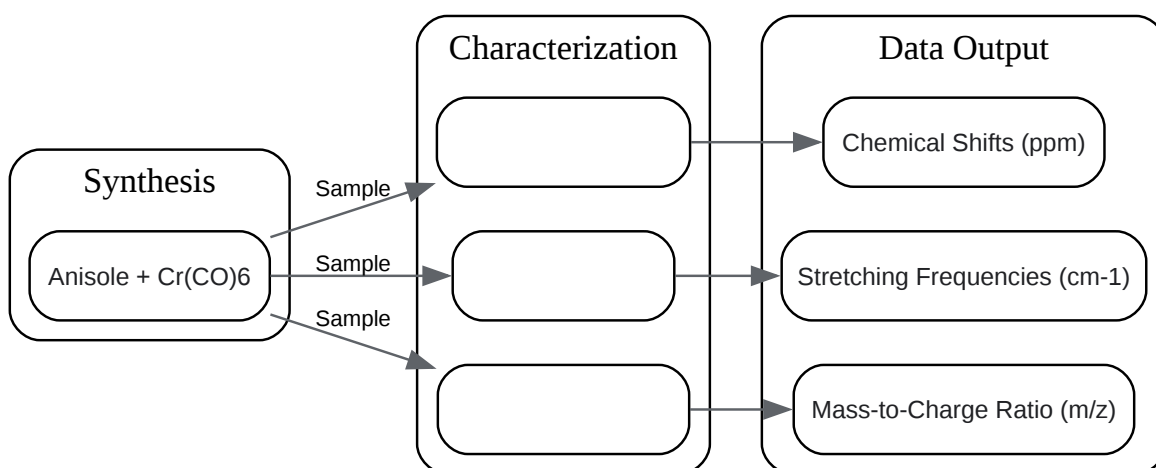 Synthesis
Anisole + Cr(CO)6
Sample
Sample
Sample
Characterization
Data Output
Chemical Shifts (ppm)
Stretching Frequencies (cm-1)
Mass-to-Charge Ratio (m/z)